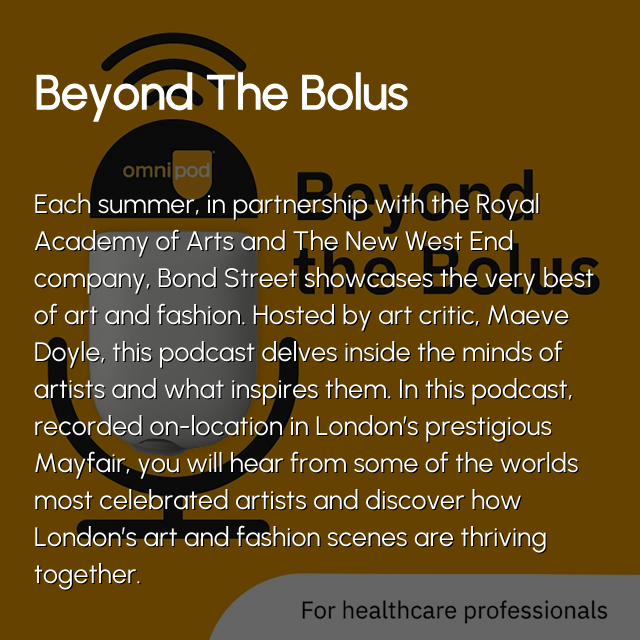 Beyond The Bolus
omnipod
Beyond
the Bolus
Each summer, in partnership with the Royal
Academy of Arts and The New West End
company, Bond Street showcases the very best
of art and fashion. Hosted by art critic, Maeve
Doyle, this podcast delves inside the minds of
artists and what inspires them. In this podcast,
recorded on-location in London’s prestigious
Mayfair, you will hear from some of the worlds
most celebrated artists and discover how
London’s art and fashion scenes are thriving
together.
For healthcare professionals